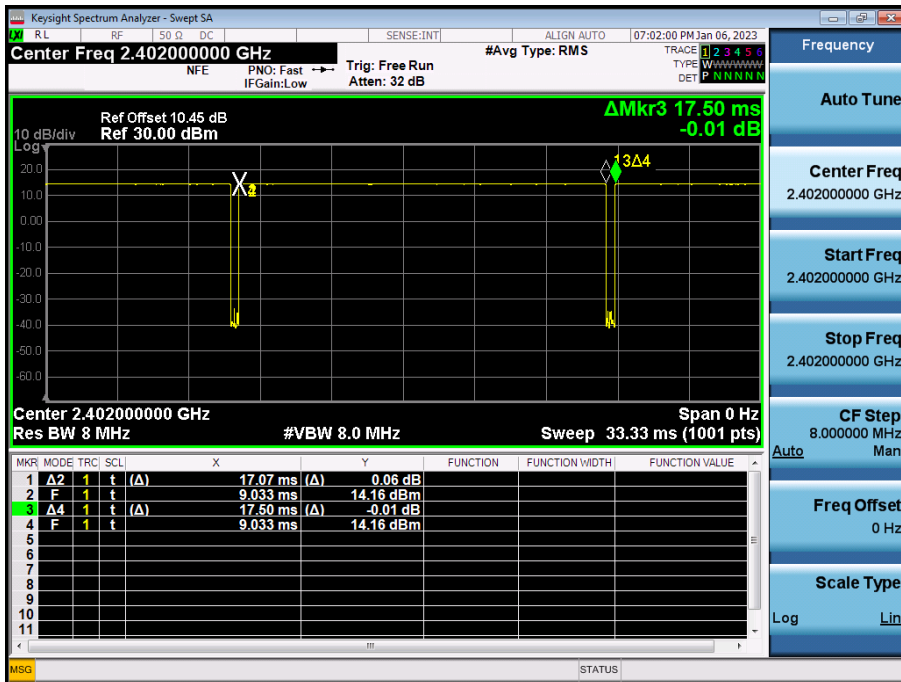 Keysight Spectrum Analyzer - Swept SA
LXI RL RF 50 Ω DC SENSE:INT ALIGN AUTO 07:02:00 PM Jan 06, 2023
Center Freq 2.402000000 GHz #Avg Type: RMS TRACE 1 2 3 4 5 6
NFE PNO: Fast Trig: Free Run TYPE WWWWWW
IFGain:Low Atten: 32 dB DET P N N N N N
ΔMkr3 17.50 ms
-0.01 dB
Ref Offset 10.45 dB
10 dB/div Ref 30.00 dBm
Log
13Δ4
20.0
2
10.0
0.00
-10.0
-20.0
-30.0
-40.0
-50.0
-60.0
Center 2.402000000 GHz Span 0 Hz
Res BW 8 MHz #VBW 8.0 MHz Sweep 33.33 ms (1001 pts)
MKR MODE TRC SCL X Y FUNCTION FUNCTION WIDTH FUNCTION VALUE
1 Δ2 1 t (Δ) 17.07 ms (Δ) 0.06 dB
2 F 1 t 9.033 ms 14.16 dBm
3 Δ4 1 t (Δ) 17.50 ms (Δ) -0.01 dB
4 F 1 t 9.033 ms 14.16 dBm
5
6
7
8
9
10
11
MSG STATUS
Frequency
Auto Tune
Center Freq
2.402000000 GHz
Start Freq
2.402000000 GHz
Stop Freq
2.402000000 GHz
CF Step
8.000000 MHz
Auto Man
Freq Offset
0 Hz
Scale Type
Log Lin